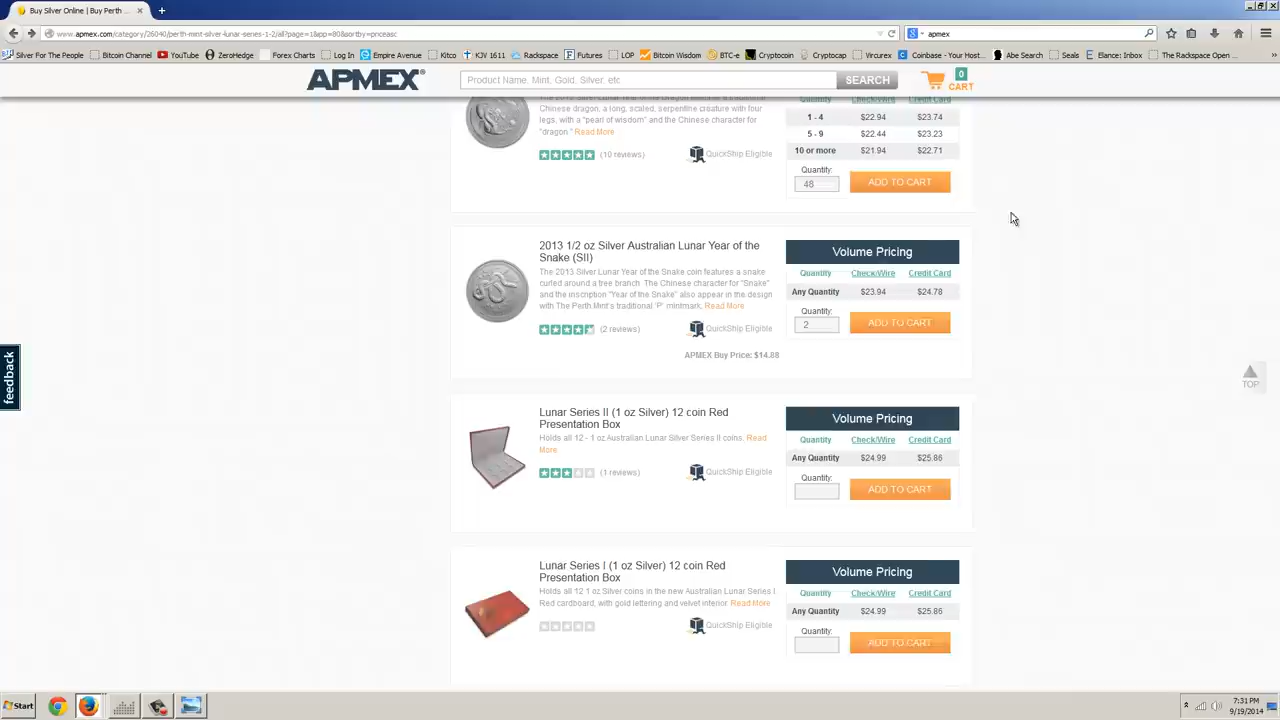 Buy Silver Online | Buy Perth ...
www.apmex.com/category/26040/perth-mint-silver-lunar-series-1-2/all?page=1&app=80&sortby=priceasc
apmex
Silver For The People
Bitcoin Channel
YouTube
ZeroHedge
Forex Charts
Log In
Empire Avenue
Kitco
KJV 1611
Rackspace
Futures
LOP
Bitcoin Wisdom
BTC-e
Cryptocoin
Cryptocap
Vircurex
Coinbase - Your Host...
Abe Search
Seals
Elance: Inbox
The Rackspace Open ...
APMEX®
Product Name, Mint, Gold, Silver, etc
SEARCH
0
CART
Chinese dragon, a long, scaled, serpentine creature with four
legs, with a "pearl of wisdom" and the Chinese character for
"dragon." Read More
(10 reviews)
QuickShip Eligible
Quantity Check/Wire Credit Card
1 - 4 $22.94 $23.74
5 - 9 $22.44 $23.23
10 or more $21.94 $22.71
Quantity:
48
ADD TO CART
2013 1/2 oz Silver Australian Lunar Year of the
Snake (SII)
The 2013 Silver Lunar Year of the Snake coin features a snake
curled around a tree branch. The Chinese character for "Snake"
and the inscription "Year of the Snake" also appear in the design
with The Perth Mint's traditional 'P' minimark. Read More
(2 reviews)
QuickShip Eligible
APMEX Buy Price: $14.88
Volume Pricing
Quantity Check/Wire Credit Card
Any Quantity $23.94 $24.78
Quantity:
2
ADD TO CART
Lunar Series II (1 oz Silver) 12 coin Red
Presentation Box
Holds all 12 - 1 oz Australian Lunar Silver Series II coins. Read
More
(1 reviews)
QuickShip Eligible
Volume Pricing
Quantity Check/Wire Credit Card
Any Quantity $24.99 $25.86
Quantity:
ADD TO CART
Lunar Series I (1 oz Silver) 12 coin Red
Presentation Box
Holds all 12 1 oz Silver coins in the new Australian Lunar Series I.
Red cardboard, with gold lettering and velvet interior. Read More
QuickShip Eligible
Volume Pricing
Quantity Check/Wire Credit Card
Any Quantity $24.99 $25.86
Quantity:
ADD TO CART
feedback
TOP
Start
7:31 PM
9/19/2014